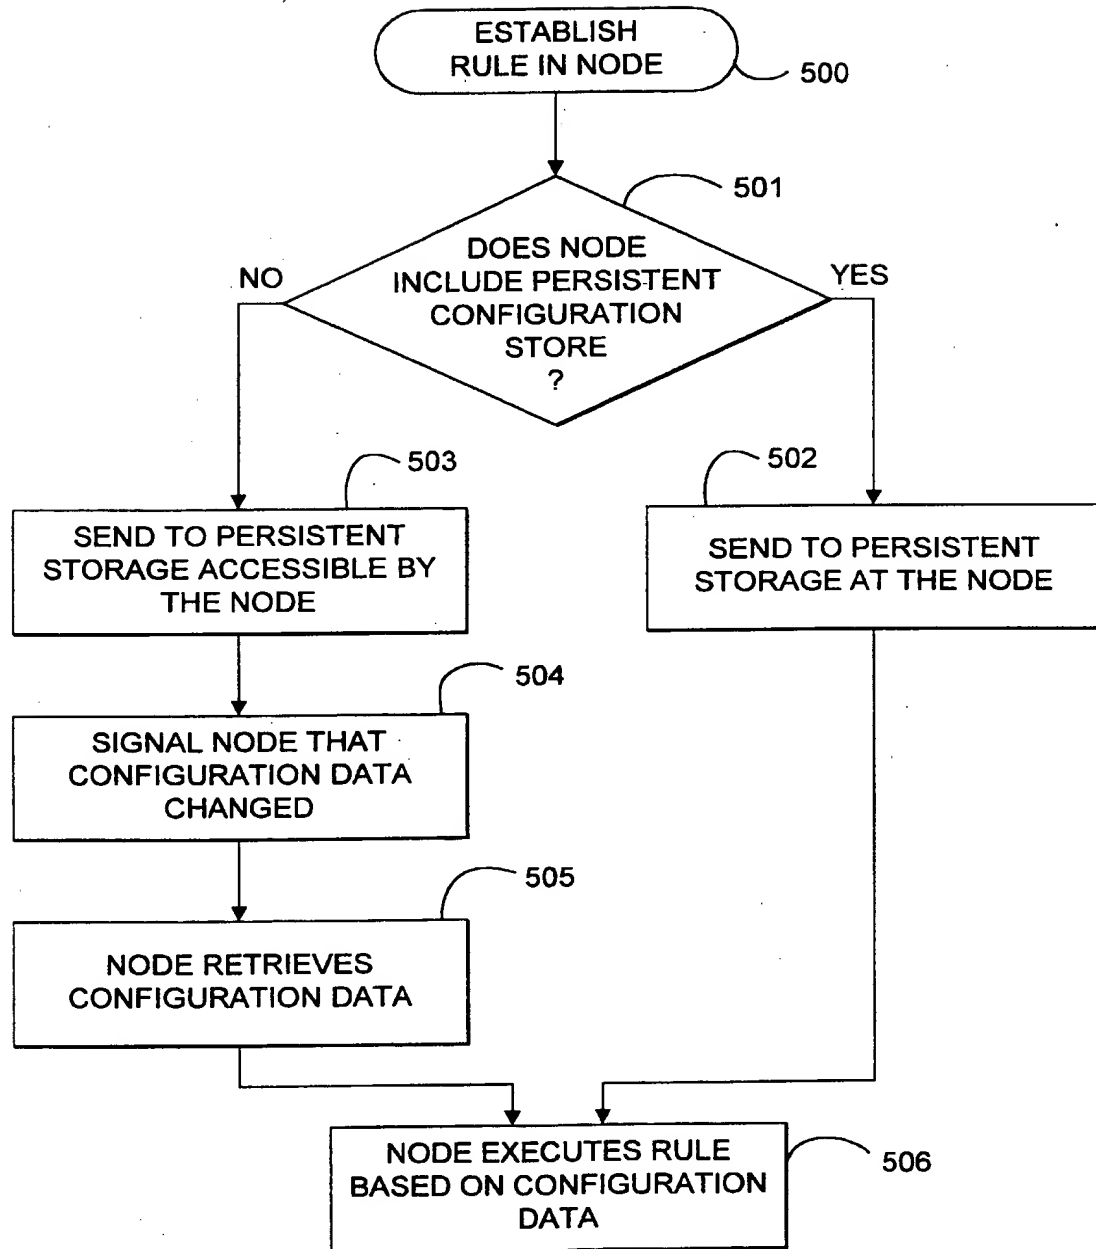 ESTABLISH
RULE IN NODE
500
501
DOES NODE
INCLUDE PERSISTENT
CONFIGURATION
STORE
?
NO
YES
503
502
SEND TO PERSISTENT
STORAGE ACCESSIBLE BY
THE NODE
SEND TO PERSISTENT
STORAGE AT THE NODE
504
SIGNAL NODE THAT
CONFIGURATION DATA
CHANGED
505
NODE RETRIEVES
CONFIGURATION DATA
NODE EXECUTES RULE
BASED ON CONFIGURATION
DATA
506